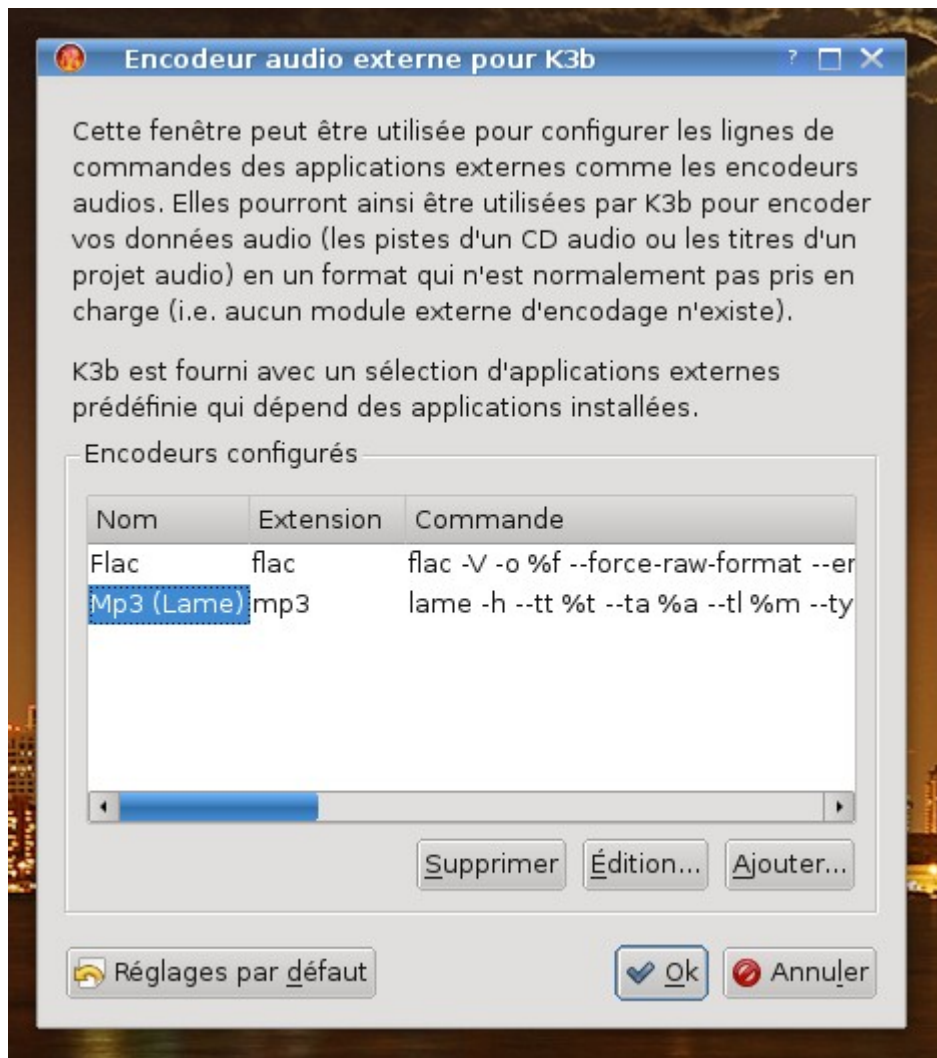 Encodeur audio externe pour K3b
?
Cette fenêtre peut être utilisée pour configurer les lignes de
commandes des applications externes comme les encodeurs
audios. Elles pourront ainsi être utilisées par K3b pour encoder
vos données audio (les pistes d'un CD audio ou les titres d'un
projet audio) en un format qui n'est normalement pas pris en
charge (i.e. aucun module externe d'encodage n'existe).
K3b est fourni avec un sélection d'applications externes
prédéfinie qui dépend des applications installées.
Encodeurs configurés
Nom Extension Commande
Flac flac flac -V -o %f --force-raw-format --er
Mp3 (Lame) mp3 lame -h --tt %t --ta %a --tl %m --ty
Supprimer Édition... Ajouter...
Réglages par défaut Ok Annuler